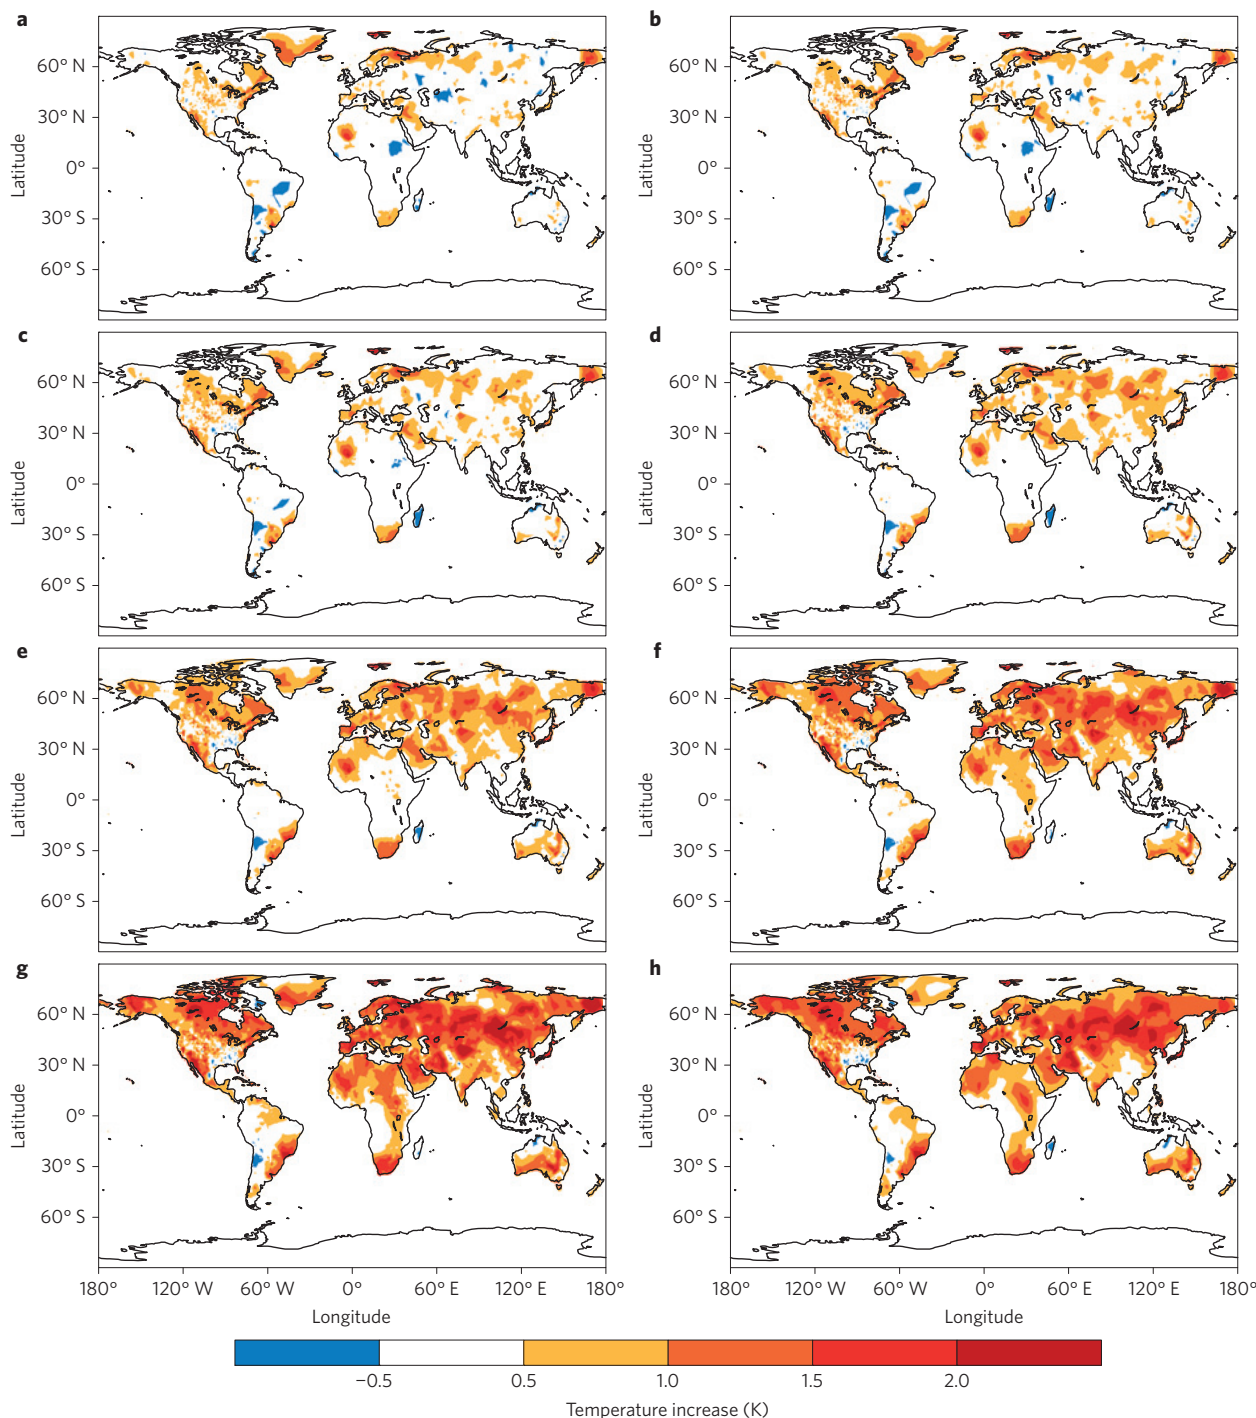 a b
60° N 60° N
30° N 30° N
0° 0°
30° S 30° S
60° S 60° S
Latitude Latitude
c d
60° N 60° N
30° N 30° N
0° 0°
30° S 30° S
60° S 60° S
Latitude Latitude
e f
60° N 60° N
30° N 30° N
0° 0°
30° S 30° S
60° S 60° S
Latitude Latitude
g h
60° N 60° N
30° N 30° N
0° 0°
30° S 30° S
60° S 60° S
Latitude Latitude
180° 120° W 60° W 0° 60° E 120° E 180° 180° 120° W 60° W 0° 60° E 120° E 180°
Longitude Longitude
−0.5 0.5 1.0 1.5 2.0
Temperature increase (K)